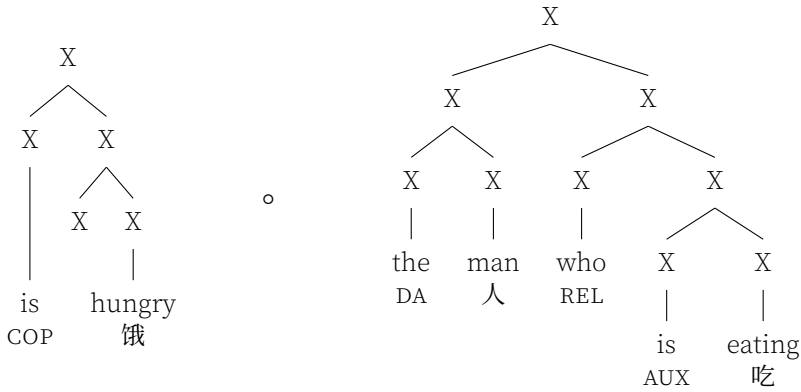 X
X
X X
X X
X X
X X X X
。
the man who
X X
DA 人 REL
is hungry
COP 饿
is eating
AUX 吃